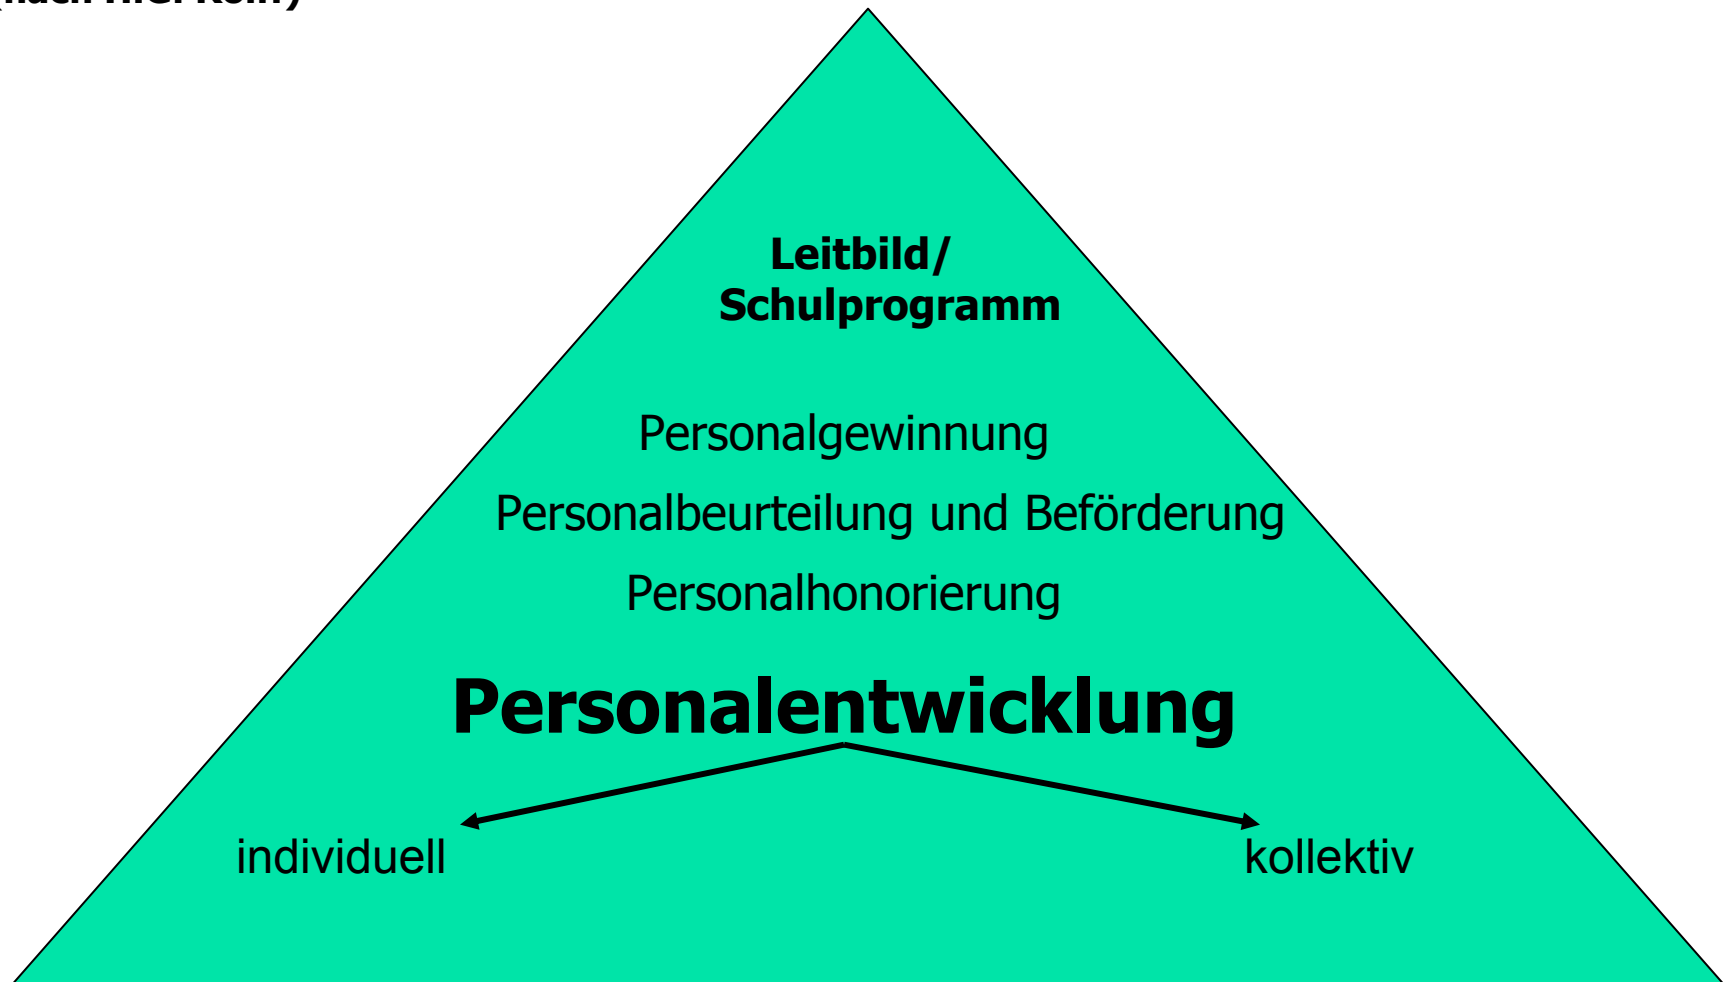 Leitbild/
Schulprogramm
Personalgewinnung
Personalbeurteilung und Beförderung
Personalhonorierung
Personalentwicklung
individuell kollektiv